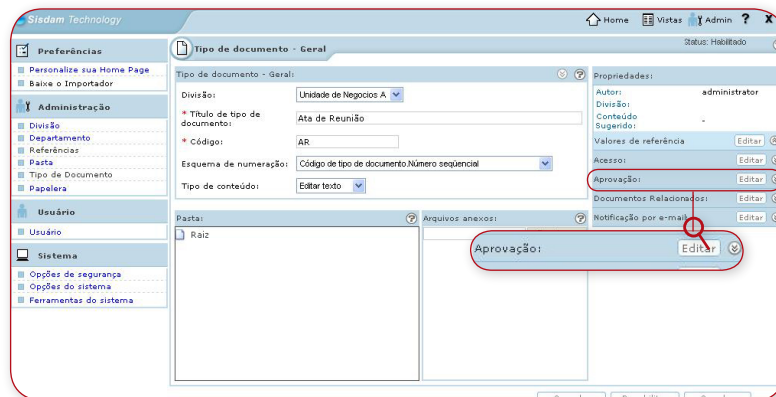 Sisdam Technology
Home Vistas Admin ? X
Preferências
Personalize sua Home Page
Baixe o Importador
Administração
Divisão
Departamento
Referências
Pasta
Tipo de Documento
Papelera
Usuário
Usuário
Sistema
Opções de segurança
Opções do sistema
Ferramentas do sistema
Tipo de documento - Geral
Status: Habilitado
Tipo de documento - Geral:
Divisão:
Unidade de Negocios A
* Título de tipo de
documento:
Ata de Reunião
* Código:
AR
Esquema de numeração:
Código de tipo de documento.Número seqüencial
Tipo de conteúdo:
Editar texto
Pasta:
Raiz
Arquivos anexos:
Propriedades:
Autor: administrator
Divisão:
Conteúdo
Sugerido: -
Valores de referência Editar
Acesso: Editar
Aprovação: Editar
Documentos Relacionados: Editar
Notificação por e-mail Editar
Aprovação: Editar